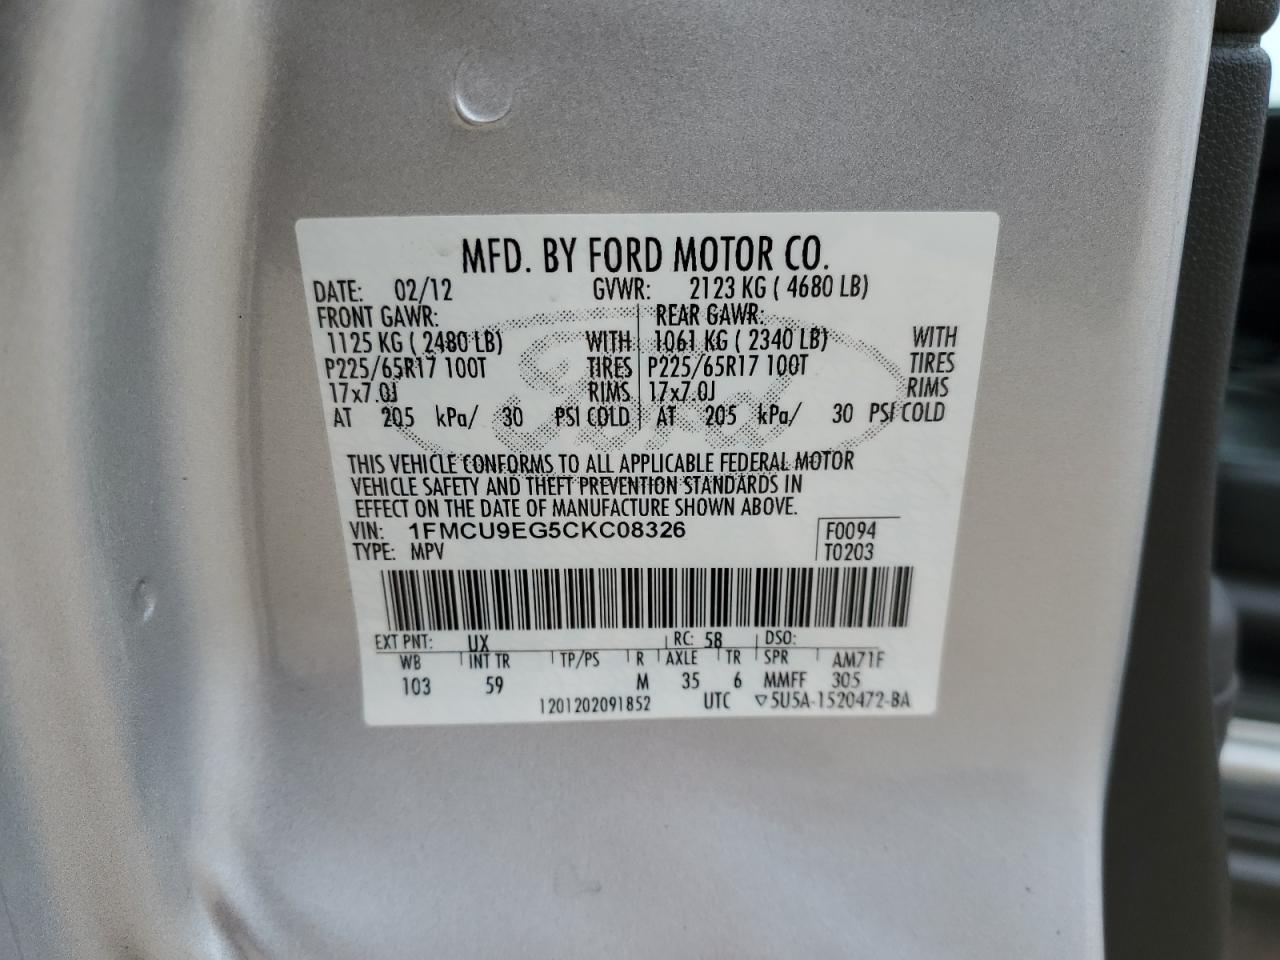 MFD. BY FORD MOTOR CO.
DATE: 02/12 GVWR: 2123 KG ( 4680 LB)
FRONT GAWR: REAR GAWR:
1125 KG ( 2480 LB) WITH 1061 KG ( 2340 LB) WITH
P225/65R17 100T TIRES P225/65R17 100T TIRES
17x7.0J RIMS 17x7.0J RIMS
AT 205 kPa/ 30 PSI COLD AT 205 kPa/ 30 PSI COLD
Ford
THIS VEHICLE CONFORMS TO ALL APPLICABLE FEDERAL MOTOR
VEHICLE SAFETY AND THEFT PREVENTION STANDARDS IN
EFFECT ON THE DATE OF MANUFACTURE SHOWN ABOVE.
VIN: 1FMCU9EG5CKC08326 F0094
TYPE: MPV T0203
EXT PNT: UX RC: 58 DSO:
WB INT TR TP/PS R AXLE TR SPR AM71F
103 59 M 35 6 MMFF 305
1201202091852 UTC ▽5U5A-1520472-BA